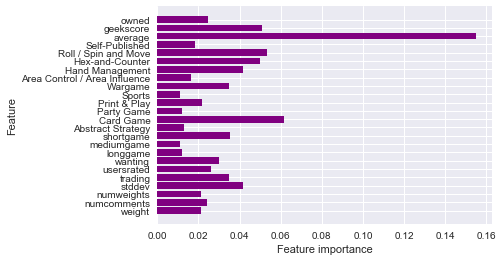 owned
geekscore
average
Self-Published
Roll / Spin and Move
Hex-and-Counter
Hand Management
Area Control / Area Influence
Wargame
Sports
Print & Play
Party Game
Card Game
Abstract Strategy
shortgame
mediumgame
longgame
wanting
usersrated
trading
stddev
numweights
numcomments
weight
Feature
0.00 0.02 0.04 0.06 0.08 0.10 0.12 0.14 0.16
Feature importance